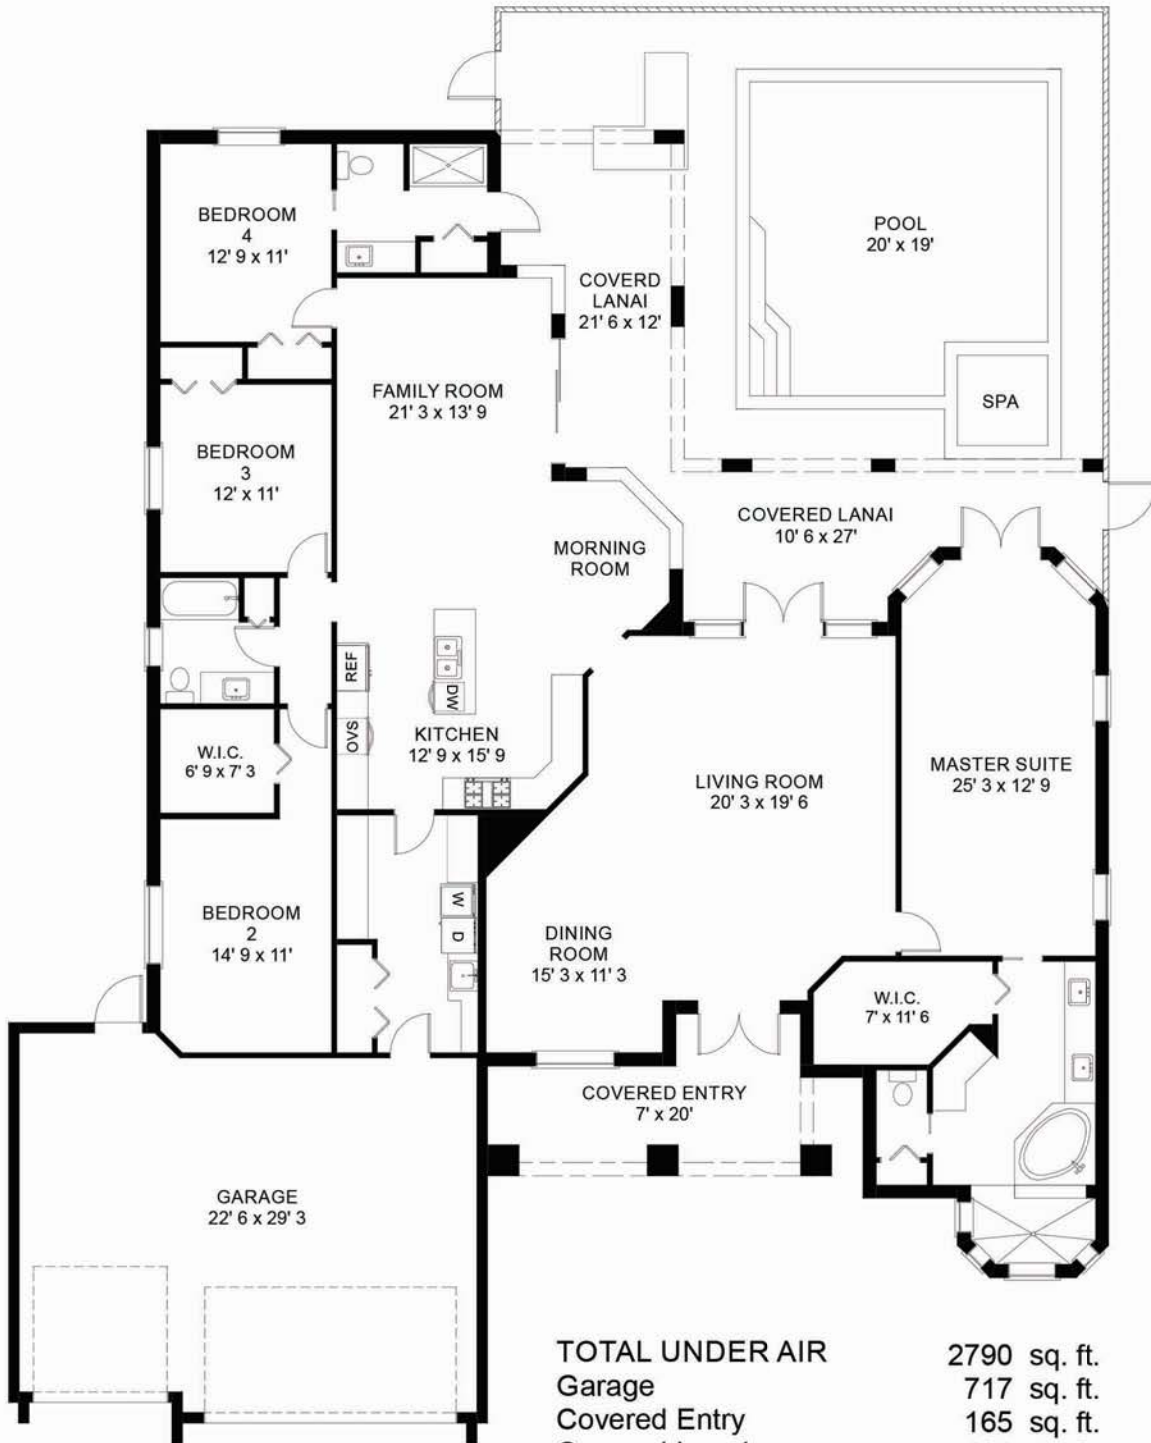 BEDROOM
4
12' 9 x 11'
POOL
20' x 19'
COVERD
LANAI
21' 6 x 12'
FAMILY ROOM
21' 3 x 13' 9
SPA
BEDROOM
3
12' x 11'
COVERED LANAI
10' 6 x 27'
MORNING
ROOM
REF
DW
OVS
KITCHEN
12' 9 x 15' 9
W.I.C.
6' 9 x 7' 3
LIVING ROOM
20' 3 x 19' 6
MASTER SUITE
25' 3 x 12' 9
W
D
BEDROOM
2
14' 9 x 11'
DINING
ROOM
15' 3 x 11' 3
W.I.C.
7' x 11' 6
COVERED ENTRY
7' x 20'
GARAGE
22' 6 x 29' 3
TOTAL UNDER AIR 2790 sq. ft.
Garage 717 sq. ft.
Covered Entry 165 sq. ft.